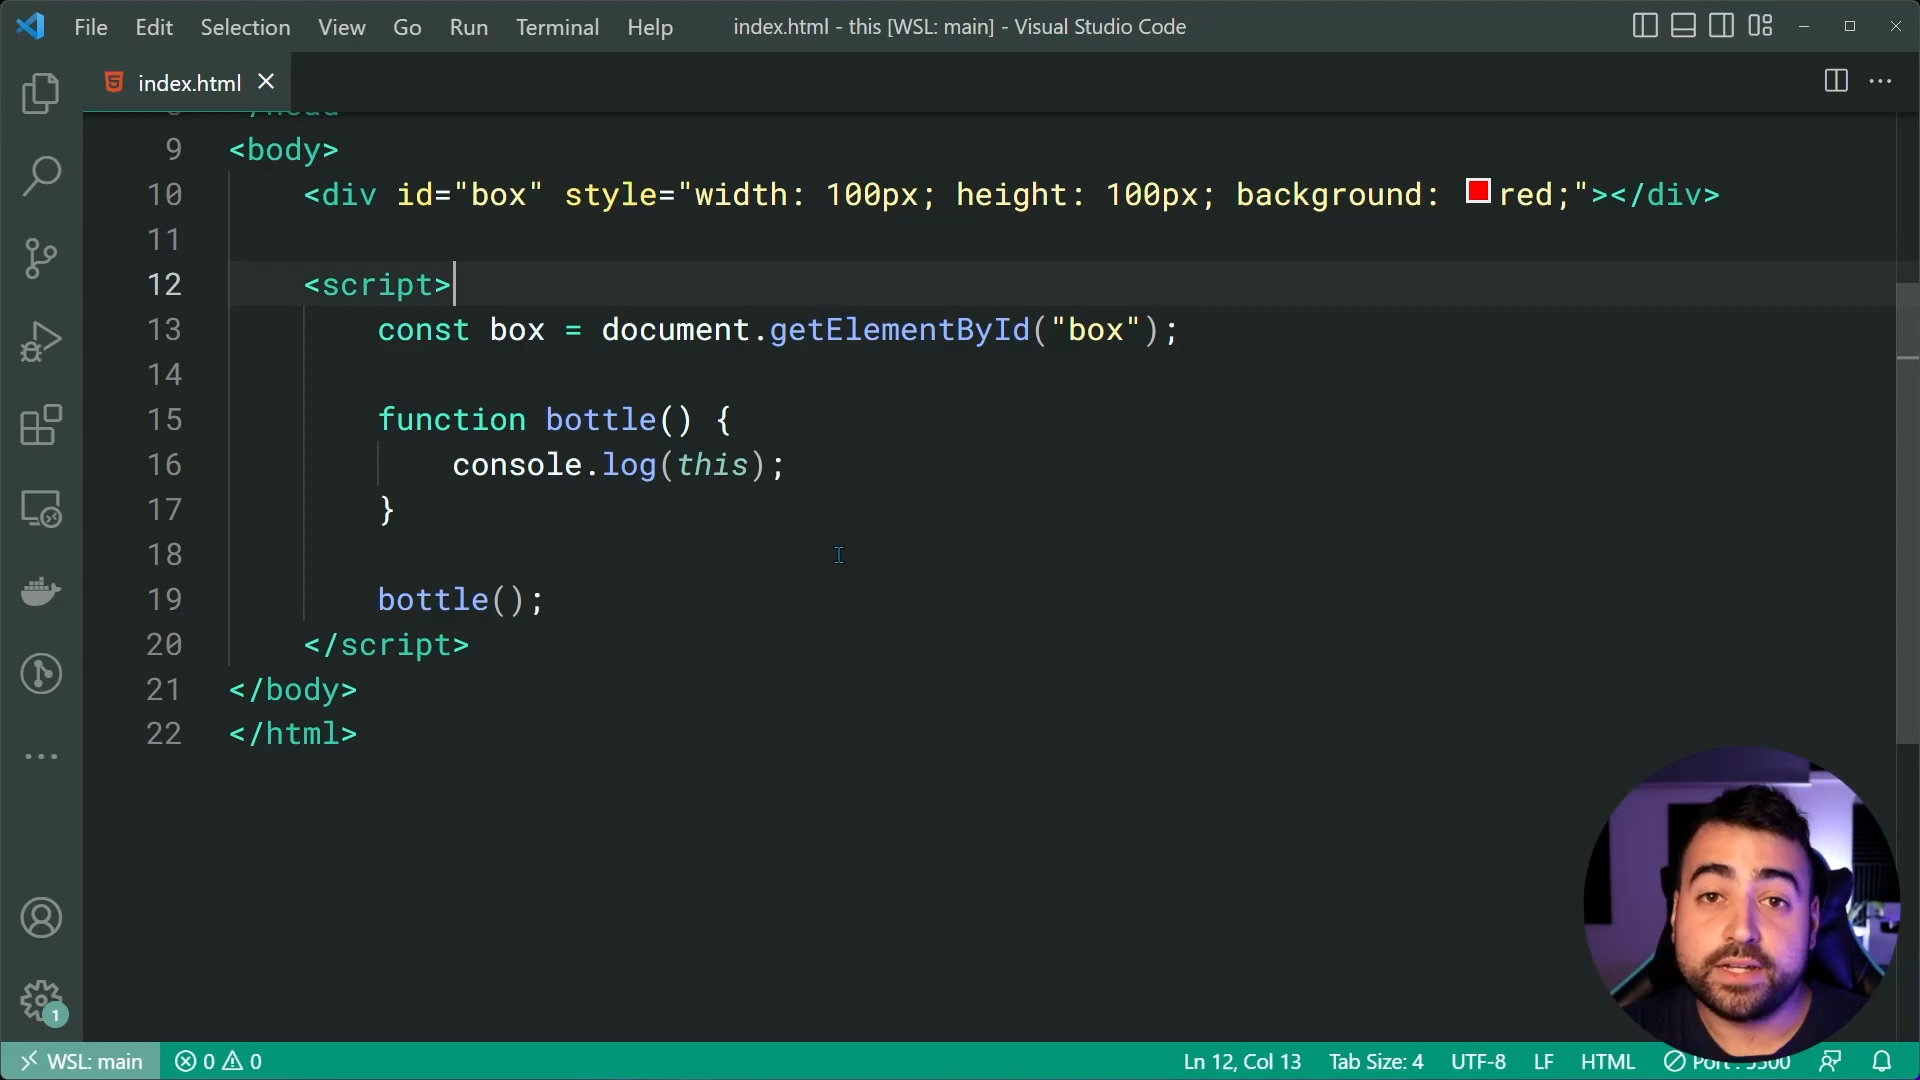 File Edit Selection View Go Run Terminal Help index.html - this [WSL: main] - Visual Studio Code
index.html
9 <body>
10 <div id="box" style="width: 100px; height: 100px; background: red;"></div>
11
12 <script>
13 const box = document.getElementById("box");
14
15 function bottle() {
16 console.log(this);
17 }
18
19 bottle();
20 </script>
21 </body>
22 </html>
1
WSL: main 0 0 Ln 12, Col 13 Tab Size: 4 UTF-8 LF HTML